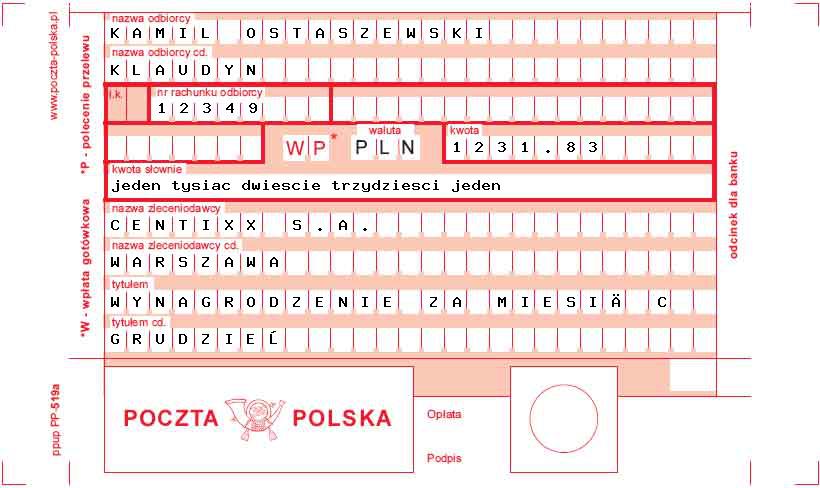 nazwa odbiorcy
KAMIL OSTASZEWSKI
nazwa odbiorcy cd.
KLAUDYN
l.k.
nr rachunku odbiorcy
12349
WP*
waluta
PLN
kwota
1231.83
kwota słownie
jeden tysiac dwiescie trzydziesci jeden
nazwa zleceniodawcy
CENTIXX S.A.
nazwa zleceniodawcy cd.
WARSZAWA
tytułem
WYNAGRODZENIE ZA MIESIÄ C
tytułem cd.
GRUDZIEĹ
POCZTA POLSKA
Opłata
Podpis
www.poczta-polska.pl
*P - polecenie przelewu
*W - wpłata gotówkowa
ppup PP-519a
odcinek dla banku